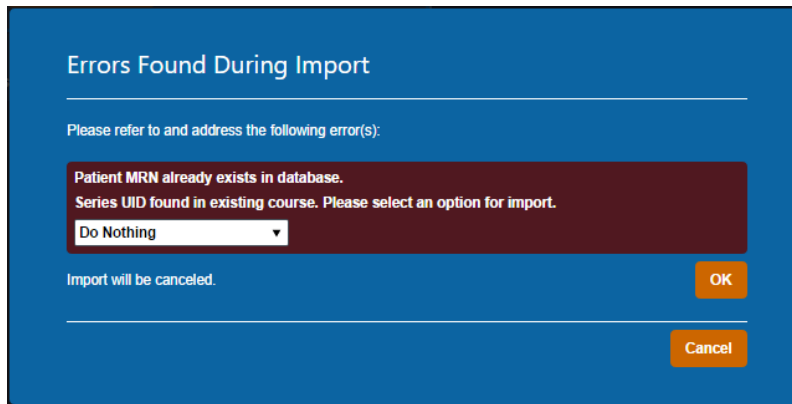 Errors Found During Import
Please refer to and address the following error(s):
Patient MRN already exists in database.
Series UID found in existing course. Please select an option for import.
Do Nothing
Import will be canceled.
OK
Cancel